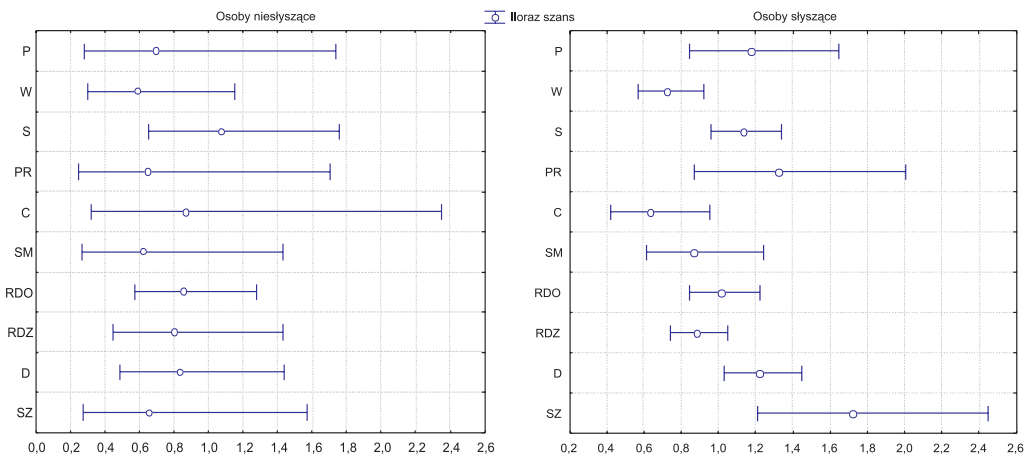 Osoby niesłyszące
Iloraz szans
Osoby słyszące
P
W
S
PR
C
SM
RDO
RDZ
D
SZ
0,0 0,2 0,4 0,6 0,8 1,0 1,2 1,4 1,6 1,8 2,0 2,2 2,4 2,6
P
W
S
PR
C
SM
RDO
RDZ
D
SZ
0,2 0,4 0,6 0,8 1,0 1,2 1,4 1,6 1,8 2,0 2,2 2,4 2,6